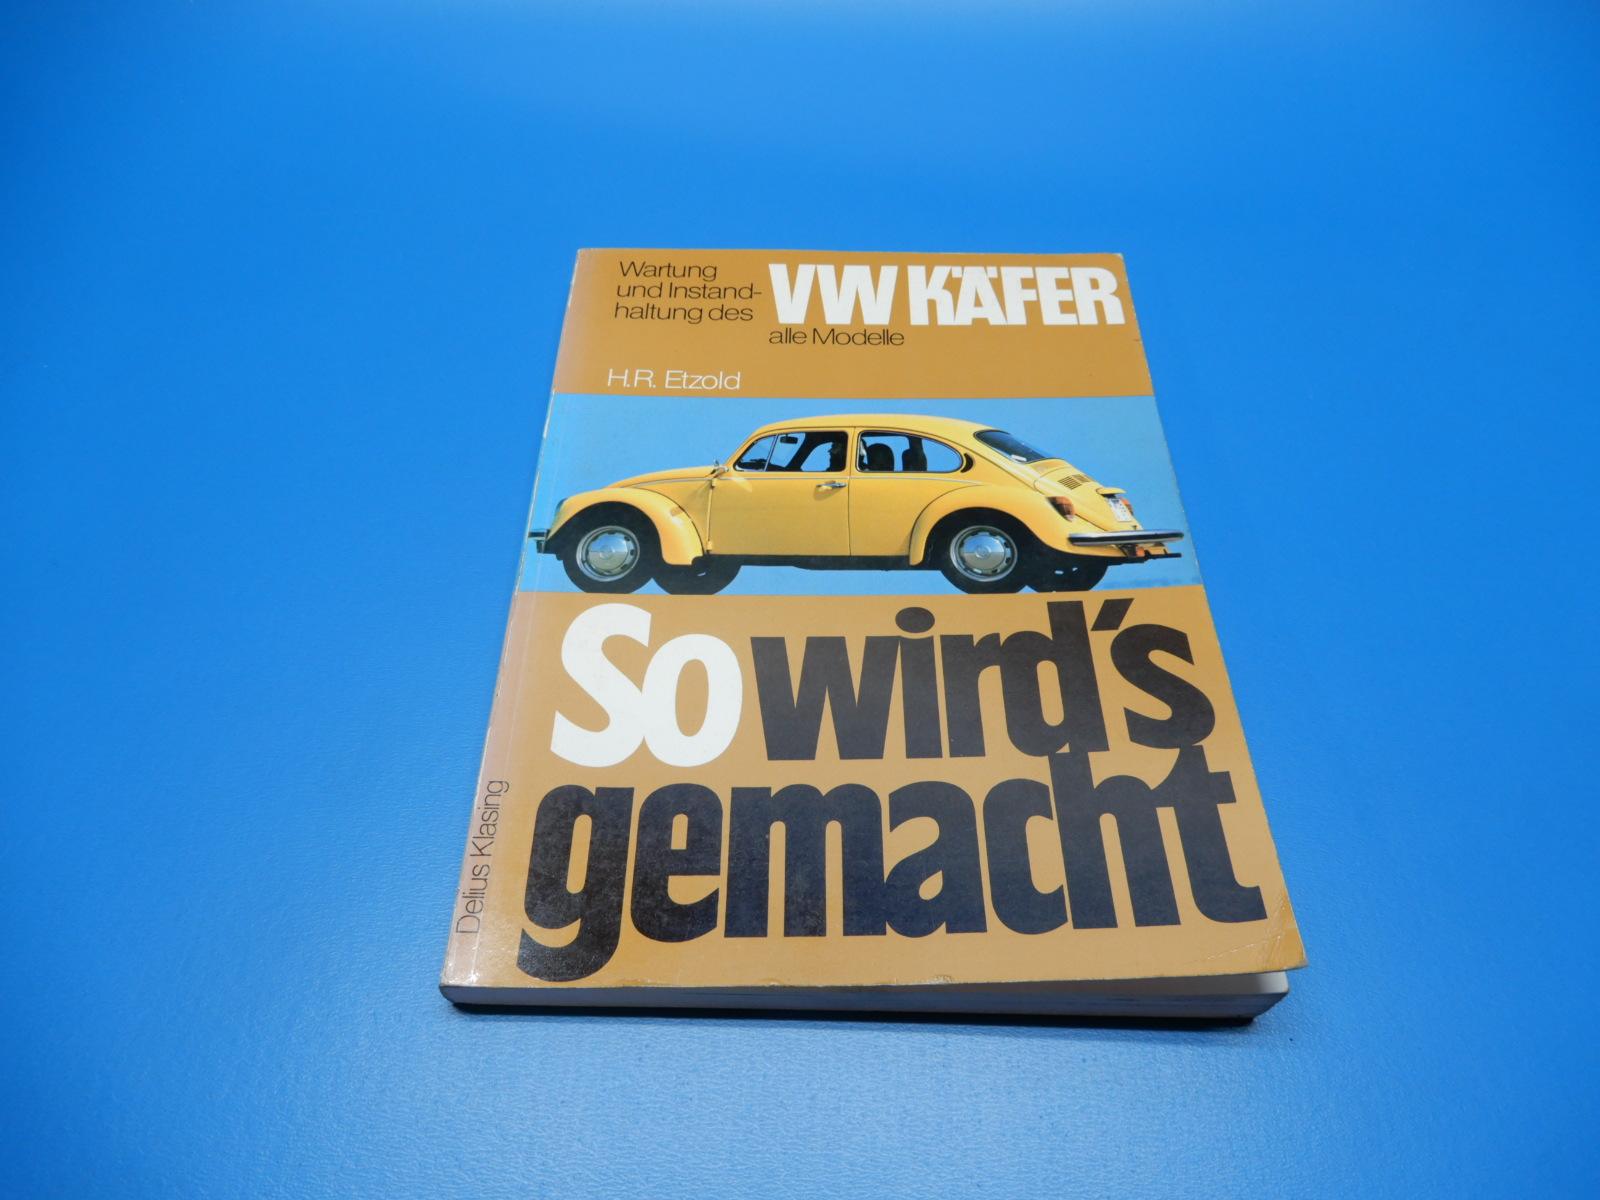 Wartung
und Instand-
haltung des
VW KÄFER
alle Modelle
H.R. Etzold
So wird's
gemacht
Delius Klasing